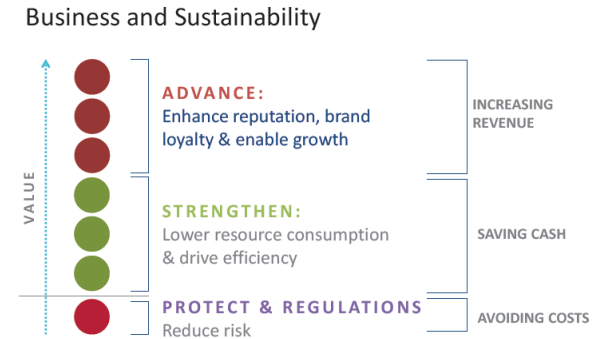 Business and Sustainability
VALUE
ADVANCE:
Enhance reputation, brand
loyalty & enable growth
INCREASING
REVENUE
STRENGTHEN:
Lower resource consumption
& drive efficiency
SAVING CASH
PROTECT & REGULATIONS
Reduce risk
AVOIDING COSTS